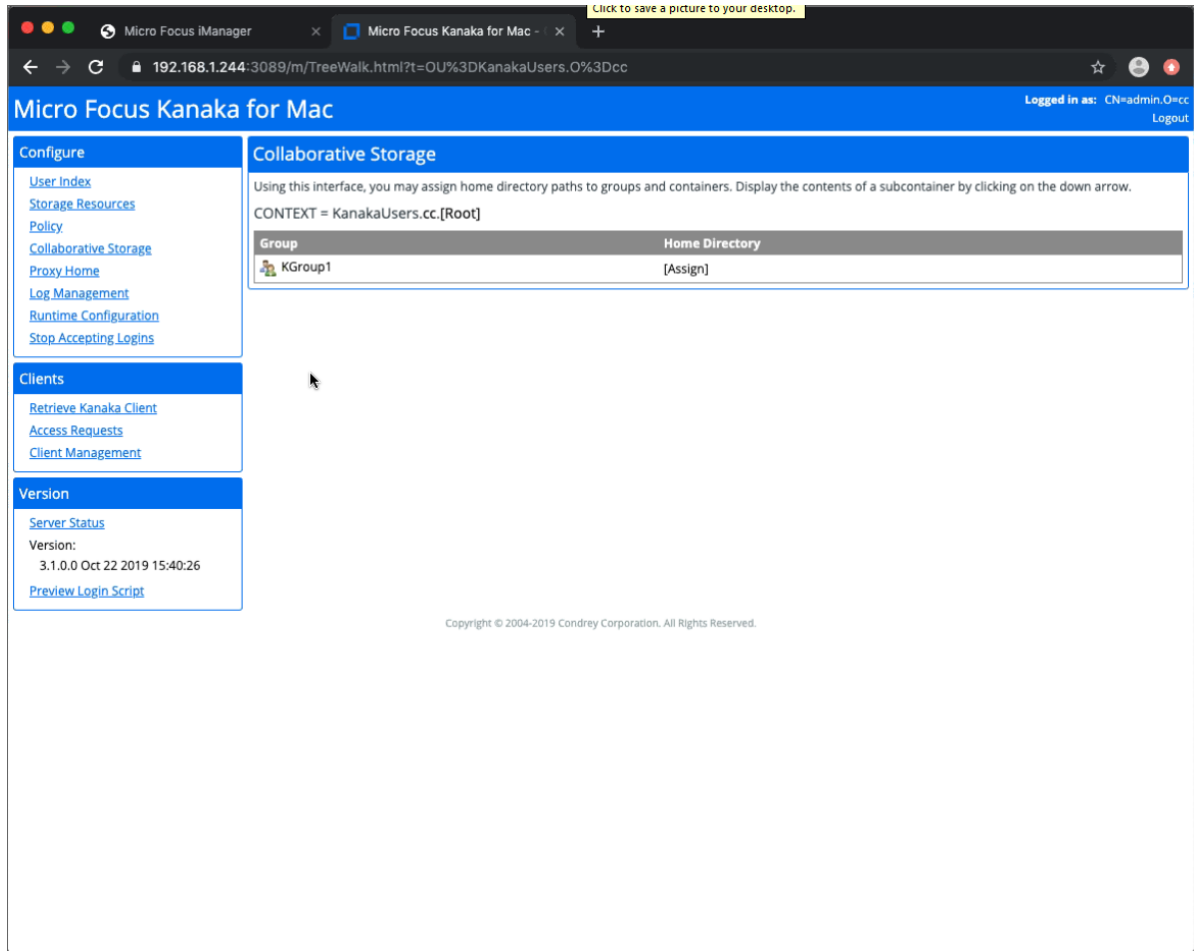 Click to save a picture to your desktop.
Micro Focus iManager
Micro Focus Kanaka for Mac -
192.168.1.244:3089/m/TreeWalk.html?t=OU%3DKanakaUsers.O%3Dcc
Micro Focus Kanaka for Mac
Logged in as: CN=admin.O=cc
Logout
Configure
User Index
Storage Resources
Policy
Collaborative Storage
Proxy Home
Log Management
Runtime Configuration
Stop Accepting Logins
Clients
Retrieve Kanaka Client
Access Requests
Client Management
Version
Server Status
Version:
3.1.0.0 Oct 22 2019 15:40:26
Preview Login Script
Collaborative Storage
Using this interface, you may assign home directory paths to groups and containers. Display the contents of a subcontainer by clicking on the down arrow.
CONTEXT = KanakaUsers.cc.[Root]
Group Home Directory
KGroup1 [Assign]
Copyright © 2004-2019 Condrey Corporation. All Rights Reserved.